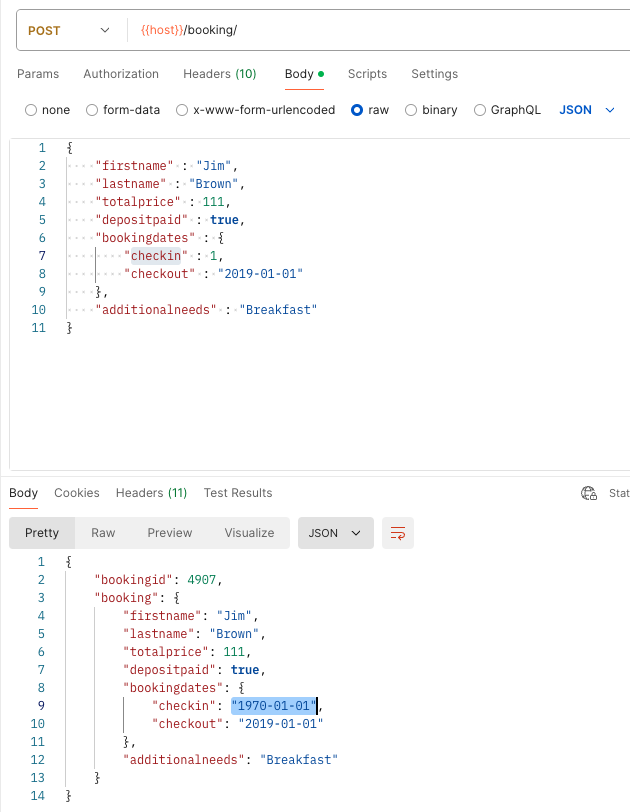 POST {{host}}/booking/
Params Authorization Headers (10) Body Scripts Settings
none form-data x-www-form-urlencoded raw binary GraphQL JSON
1 {
2 "firstname" : "Jim",
3 "lastname" : "Brown",
4 "totalprice" : 111,
5 "depositpaid" : true,
6 "bookingdates" : {
7 "checkin" : 1,
8 "checkout" : "2019-01-01"
9 },
10 "additionalneeds" : "Breakfast"
11 }
Body Cookies Headers (11) Test Results Stat
Pretty Raw Preview Visualize JSON
1 {
2 "bookingid": 4907,
3 "booking": {
4 "firstname": "Jim",
5 "lastname": "Brown",
6 "totalprice": 111,
7 "depositpaid": true,
8 "bookingdates": {
9 "checkin": "1970-01-01",
10 "checkout": "2019-01-01"
11 },
12 "additionalneeds": "Breakfast"
13 }
14 }